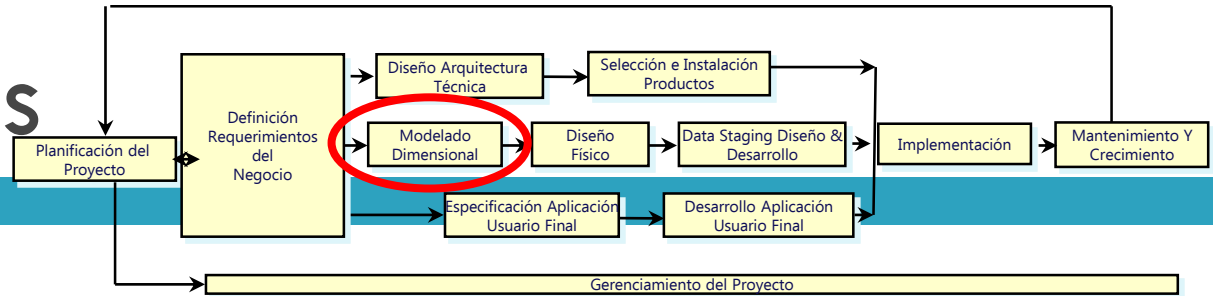 S
Planificación del
Proyecto
Definición
Requerimientos
del
Negocio
Diseño Arquitectura
Técnica
Selección e Instalación
Productos
Modelado
Dimensional
Diseño
Físico
Data Staging Diseño &
Desarrollo
Especificación Aplicación
Usuario Final
Desarrollo Aplicación
Usuario Final
Implementación
Mantenimiento Y
Crecimiento
Gerenciamiento del Proyecto